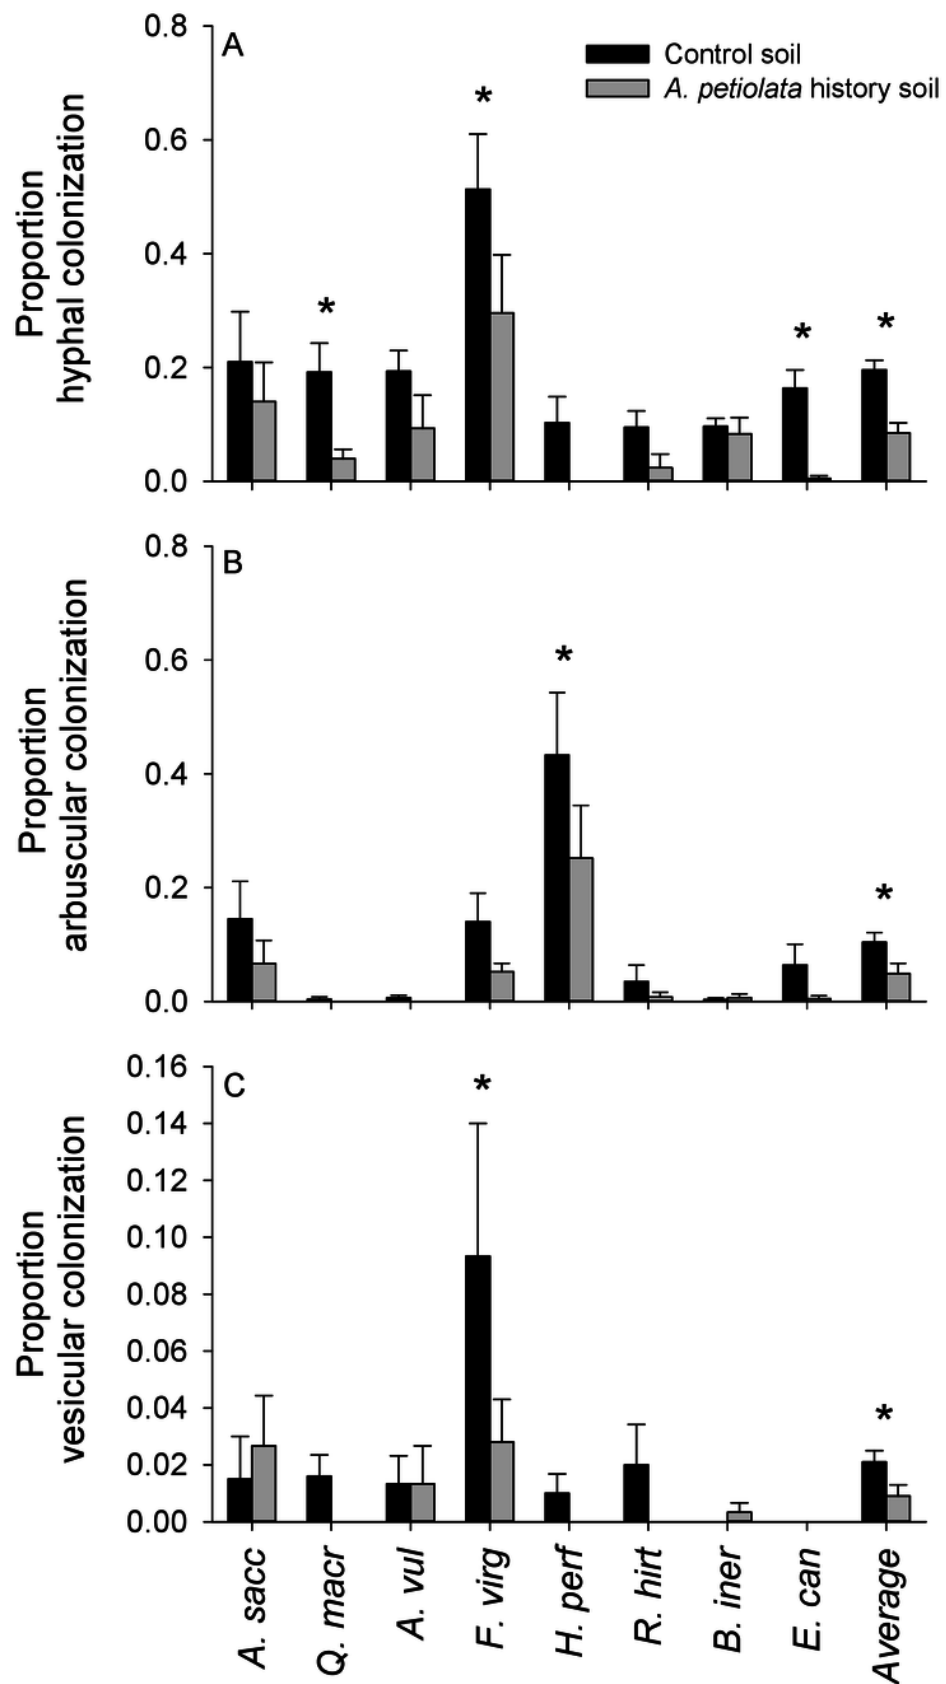 A
Control soil
A. petiolata history soil
Proportion
hyphal colonization
0.8
0.6
0.4
0.2
0.0
*
*
*
*
B
Proportion
arbuscular colonization
0.8
0.6
0.4
0.2
0.0
*
*
C
Proportion
vesicular colonization
0.16
0.14
0.12
0.10
0.08
0.06
0.04
0.02
0.00
*
*
A. sacc
Q. macr
A. vul
F. virg
H. perf
R. hirt
B. iner
E. can
Average